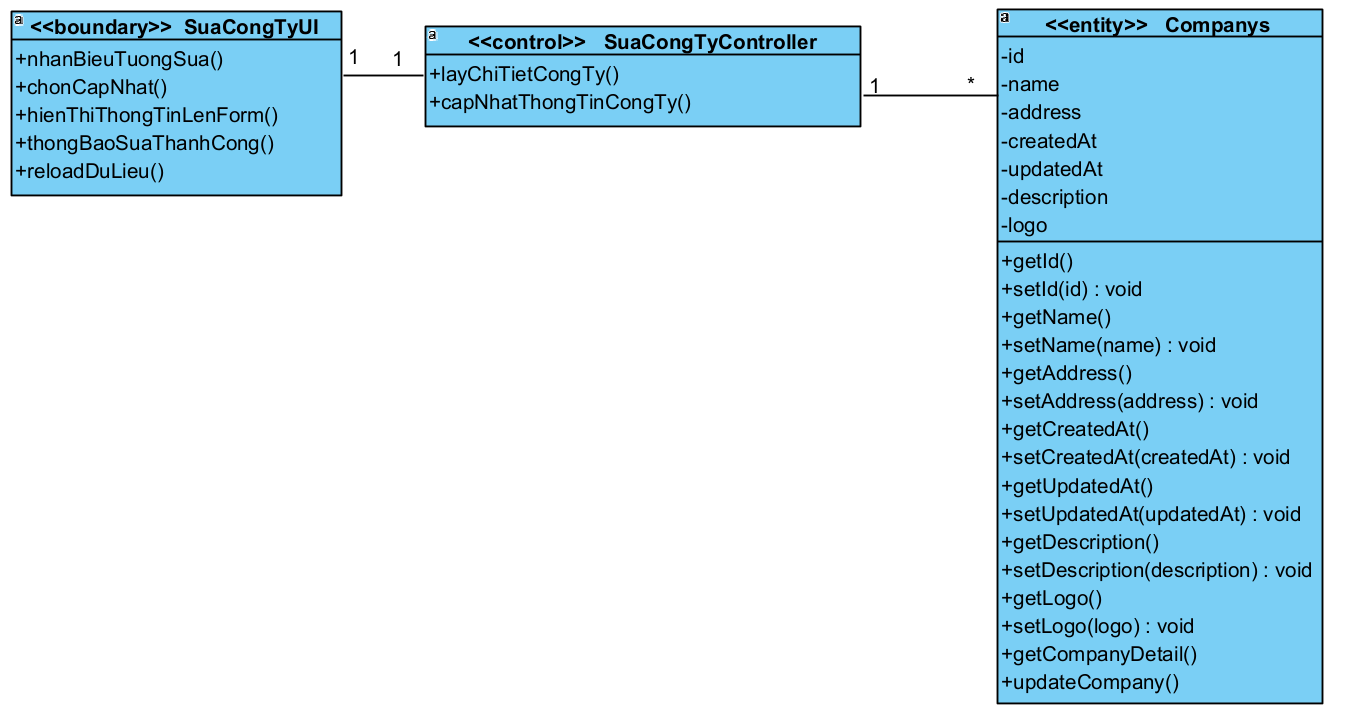 a
<<boundary>> SuaCongTyUI
+nhanBieuTuongSua()
+chonCapNhat()
+hienThiThongTinLenForm()
+thongBaoSuaThanhCong()
+reloadDuLieu()
1
1
a
<<control>> SuaCongTyController
+layChiTietCongTy()
+capNhatThongTinCongTy()
1
*
a
<<entity>> Companys
-id
-name
-address
-createdAt
-updatedAt
-description
-logo
+getId()
+setId(id) : void
+getName()
+setName(name) : void
+getAddress()
+setAddress(address) : void
+getCreatedAt()
+setCreatedAt(createdAt) : void
+getUpdatedAt()
+setUpdatedAt(updatedAt) : void
+getDescription()
+setDescription(description) : void
+getLogo()
+setLogo(logo) : void
+getCompanyDetail()
+updateCompany()